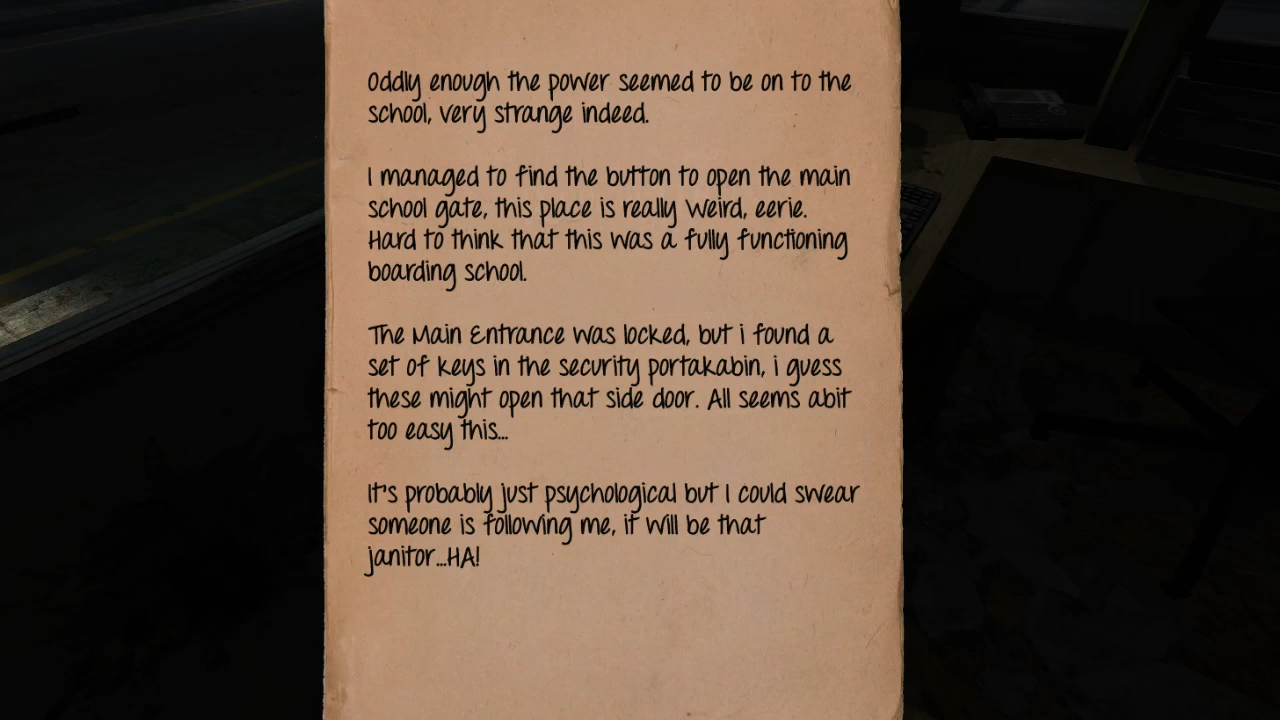 Oddly enough the power seemed to be on to the
school, very strange indeed.
I managed to find the button to open the main
school gate, this place is really weird, eerie.
Hard to think that this was a fully functioning
boarding school.
The Main Entrance was locked, but i found a
set of keys in the security portakabin, i guess
these might open that side door. All seems abit
too easy this...
It's probably just psychological but I could swear
someone is following me, it will be that
janitor...HA!